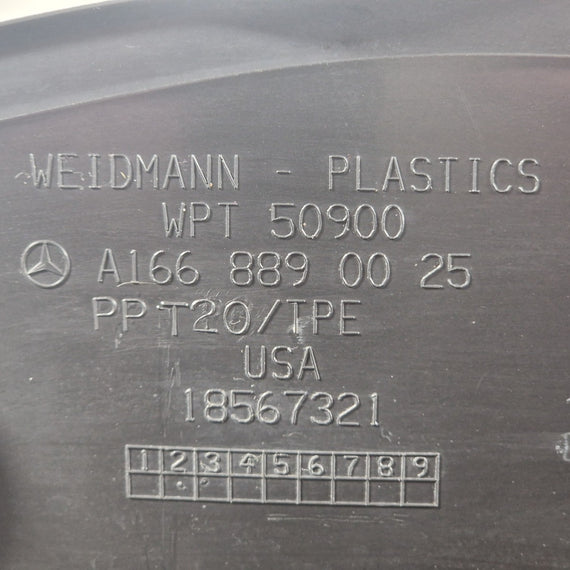 WEIDMANN - PLASTICS
WPT 50900
A166 889 00 25
PP T20/TPE
USA
18567321
1 2 3 4 5 6 7 8 9